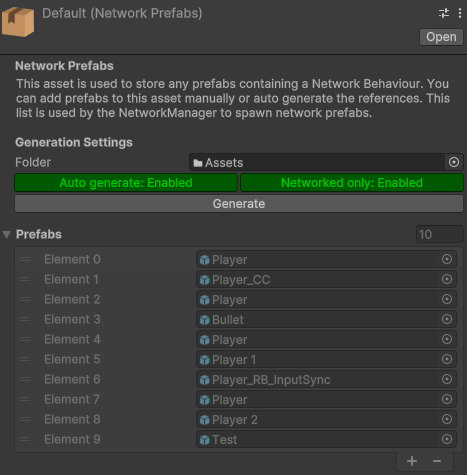 Default (Network Prefabs)
Open
Network Prefabs
This asset is used to store any prefabs containing a Network Behaviour. You
can add prefabs to this asset manually or auto generate the references. This
list is used by the NetworkManager to spawn network prefabs.
Generation Settings
Folder Assets
Auto generate: Enabled Networked only: Enabled
Generate
Prefabs 10
Element 0 Player
Element 1 Player_CC
Element 2 Player
Element 3 Bullet
Element 4 Player
Element 5 Player 1
Element 6 Player_RB_InputSync
Element 7 Player
Element 8 Player 2
Element 9 Test